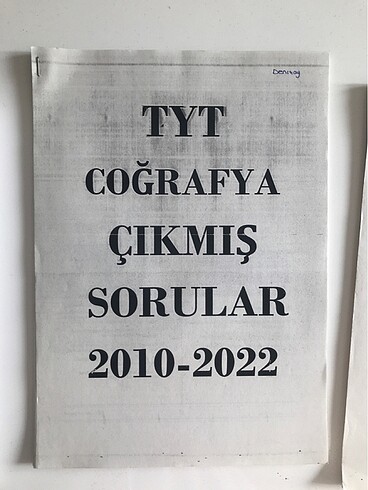 TYT
COĞRAFYA
ÇIKMIŞ
SORULAR
2010-2022